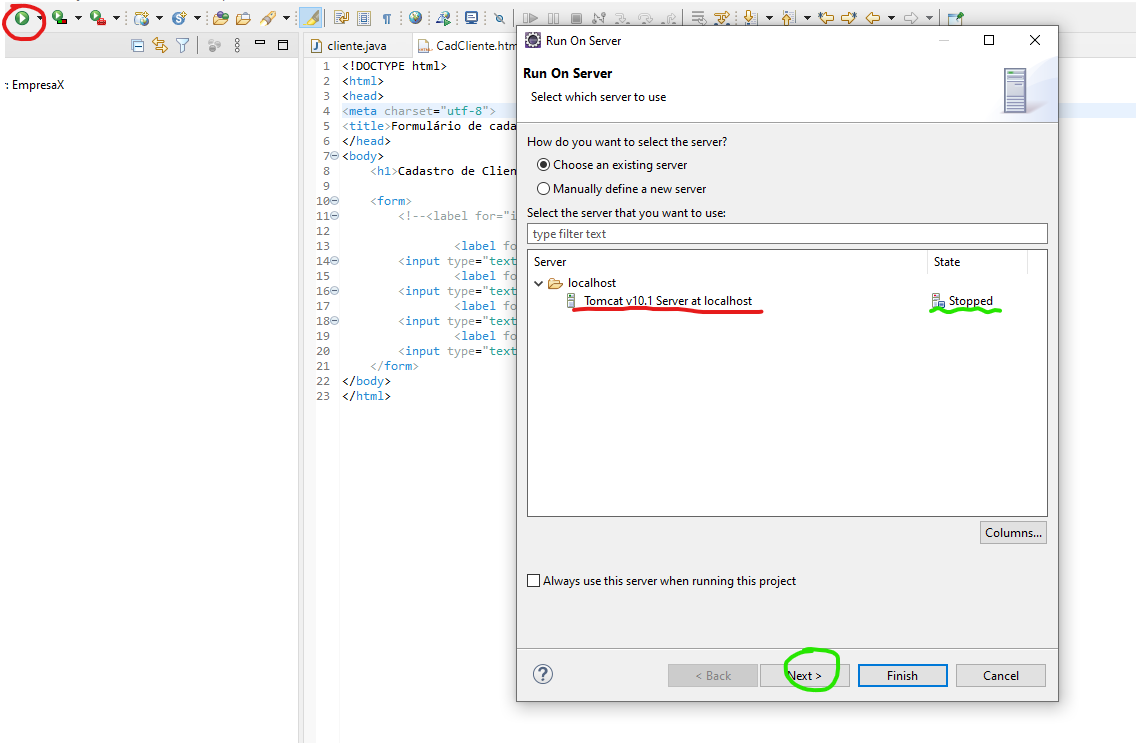 cliente.java
CadCliente.htm
: EmpresaX
1 <!DOCTYPE html>
2 <html>
3 <head>
4 <meta charset="utf-8">
5 <title>Formulário de cada
6 </head>
7 <body>
8 <h1>Cadastro de Clien
9
10 <form>
11 <!--<label for="i
12
13 <label fo
14 <input type="text
15 <label fo
16 <input type="text
17 <label fo
18 <input type="text
19 <label fo
20 <input type="text
21 </form>
22 </body>
23 </html>
Run On Server
Run On Server
Select which server to use
How do you want to select the server?
Choose an existing server
Manually define a new server
Select the server that you want to use:
type filter text
Server State
localhost
Tomcat v10.1 Server at localhost Stopped
Columns...
Always use this server when running this project
< Back Next > Finish Cancel